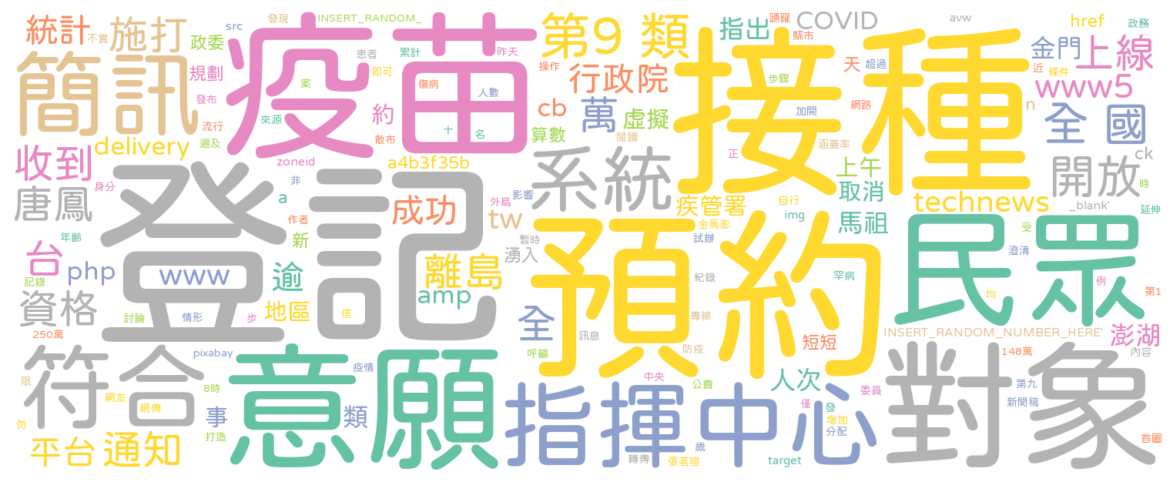 統計
不實
施打
政委
發現
src
INSERT_RANDOM_
累計
昨天
第9 類
指出
踴躍
縣市
COVID
avw
href
政務
簡訊
規劃
發布
流行
遍及
來源
疫苗
患者
即可
案
傷病
人數
約
散布
十
名
操作
行政院
cb
萬
虛擬
算數
閱讀
接種
步驟
天
超過
加開
網路
涵蓋率
正
n
金門
近
條件
上線
www5
全 國
收到
delivery
zoneid
a4b3f35b
身分
唐鳳
非
a
作者
新
登記
成功
外島
影響
系統
tw
暫時
湧入
疾管署
金馬澎
試辦
自行
img
上午
取消
馬祖
開放
ck
時
technews
_blank'
延伸
受
澄清
年齡
台
php
www
逾
離島
amp
地區
記錄
資格
討論
情形
步
信
250萬
全
訊息
呼籲
預約
紀錄
專線
防疫
罕病
短短
民眾
均
例
第1
INSERT_RANDOM_NUMBER_HERE'
澎湖
內容
148萬
符合
pixabay
限
網友
網傳
8時
事
打造
勿
平台
通知
意願
疫情
類
指揮中心
中央
公費
人次
委員
僅
發
增加
分配
歲
轉傳
張茗喧
target
對象
第九
新聞稿
首圖